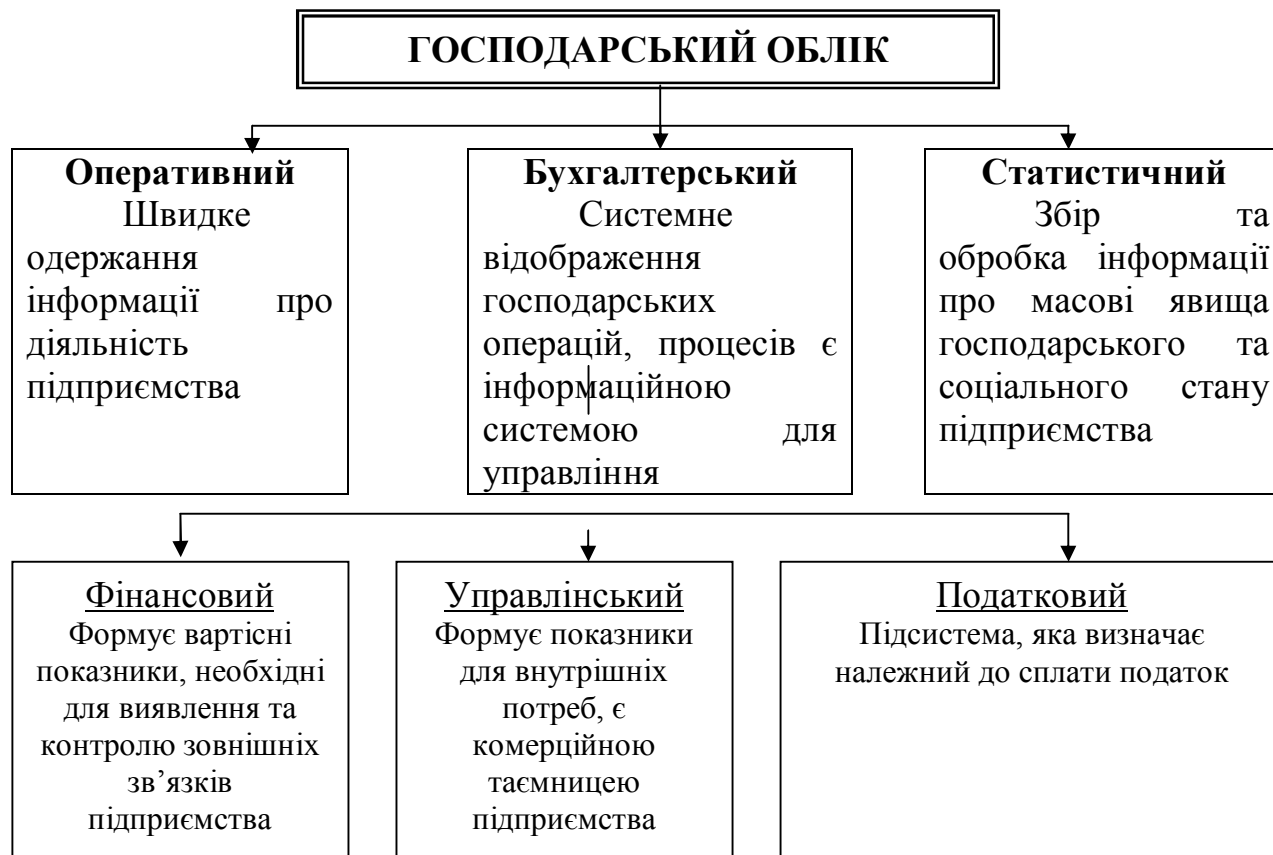 ГОСПОДАРСЬКИЙ ОБЛІК
Оперативний
Швидке
одержання
інформації про
діяльність
підприємства
Бухгалтерський
Системне
відображення
господарських
операцій, процесів є
інформаційною
системою для
управління
Статистичний
Збір та
обробка інформації
про масові явища
господарського та
соціального стану
підприємства
Фінансовий
Формує вартісні
показники, необхідні
для виявлення та
контролю зовнішніх
зв’язків
підприємства
Управлінський
Формує показники
для внутрішніх
потреб, є
комерційною
таємницею
підприємства
Податковий
Підсистема, яка визначає
належний до сплати податок